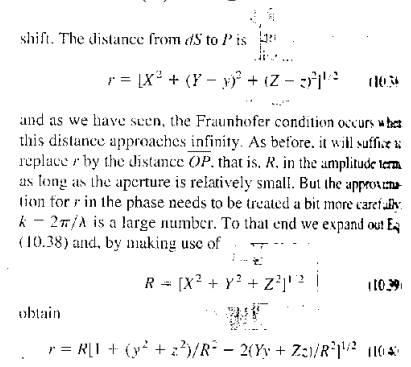 shift. The distance from dS to P is
r = [X² + (Y − y)² + (Z − z)²]^1/2 (10.38
and as we have seen, the Fraunhofer condition occurs when
this distance approaches infinity. As before, it will suffice to
replace r by the distance O̅P̅, that is, R, in the amplitude term
as long as the aperture is relatively small. But the approxima-
tion for r in the phase needs to be treated a bit more carefully,
k = 2π/λ is a large number. To that end we expand out Eq
(10.38) and, by making use of
R = [X² + Y² + Z²]^1/2 (10.39)
obtain
r = R[1 + (y² + z²)/R² − 2(Yy + Zz)/R²]^1/2 (10.40